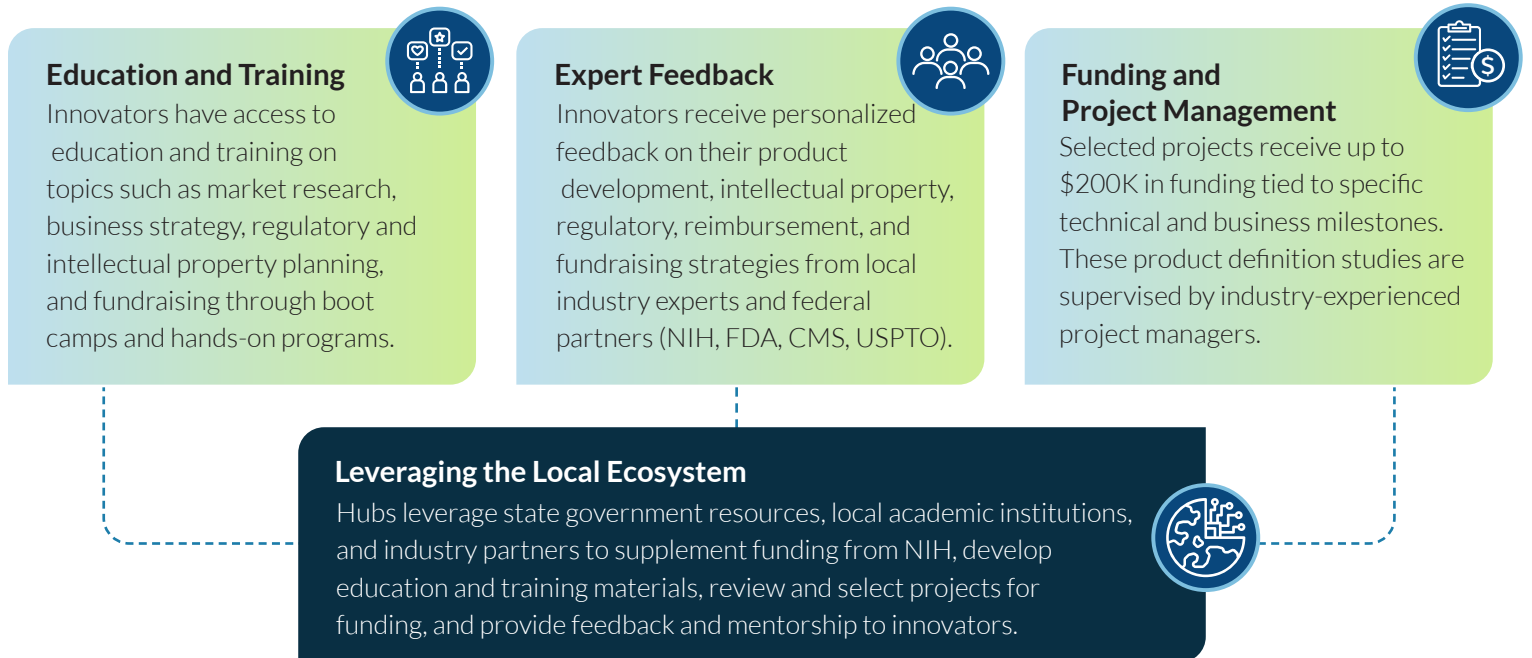 Education and Training
Innovators have access to
education and training on
topics such as market research,
business strategy, regulatory and
intellectual property planning,
and fundraising through boot
camps and hands-on programs.
Expert Feedback
Innovators receive personalized
feedback on their product
development, intellectual property,
regulatory, reimbursement, and
fundraising strategies from local
industry experts and federal
partners (NIH, FDA, CMS, USPTO).
Funding and
Project Management
Selected projects receive up to
$200K in funding tied to specific
technical and business milestones.
These product definition studies are
supervised by industry-experienced
project managers.
$
Leveraging the Local Ecosystem
Hubs leverage state government resources, local academic institutions,
and industry partners to supplement funding from NIH, develop
education and training materials, review and select projects for
funding, and provide feedback and mentorship to innovators.